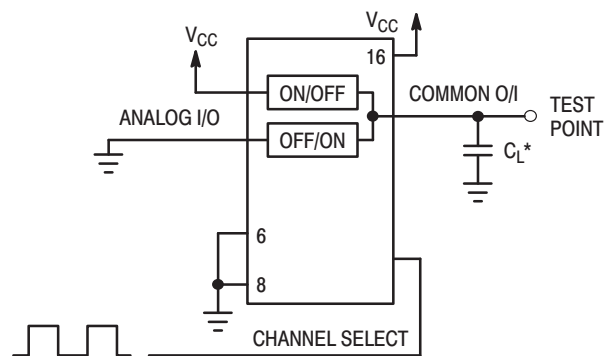 VCC
VCC
16
ON/OFF
COMMON O/I
TEST
POINT
ANALOG I/O
OFF/ON
CL*
6
8
CHANNEL SELECT